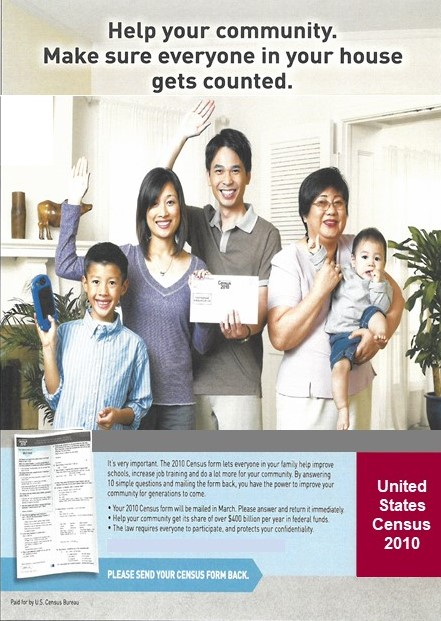 Help your community.
Make sure everyone in your house
gets counted.
Census
2010
It's very important. The 2010 Census form lets everyone in your family help improve
schools, increase job training and do a lot more for your community. By answering
10 simple questions and mailing the form back, you have the power to improve your
community for generations to come.
• Your 2010 Census form will be mailed in March. Please answer and return it immediately
• Help your community get its share of over $400 billion per year in federal funds.
• The law requires everyone to participate, and protects your confidentiality.
PLEASE SEND YOUR CENSUS FORM BACK.
United
States
Census
2010
Paid for by U.S. Census Bureau